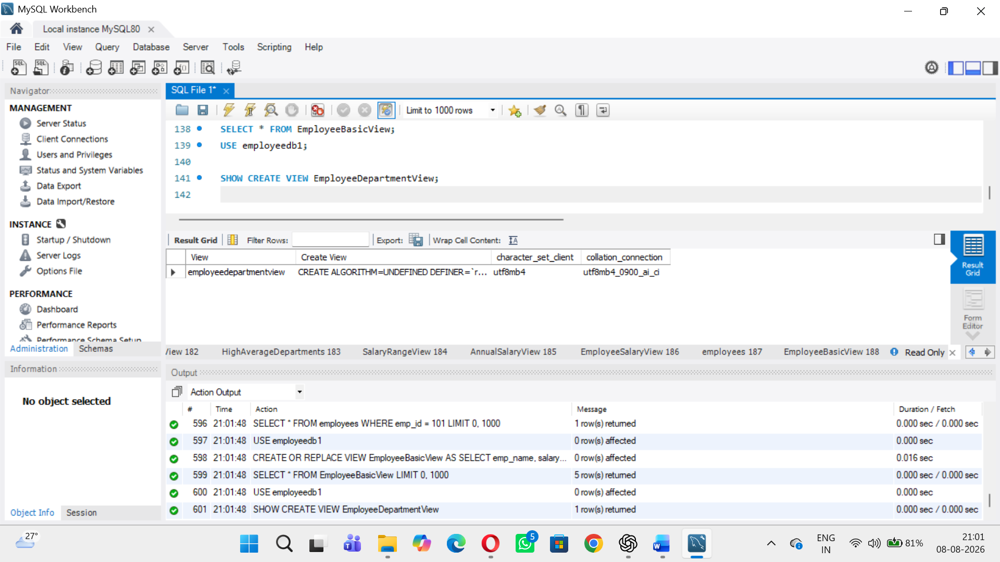 MySQL Workbench
Local instance MySQL80
File Edit View Query Database Server Tools Scripting Help
Navigator
MANAGEMENT
Server Status
Client Connections
Users and Privileges
Status and System Variables
Data Export
Data Import/Restore
INSTANCE
Startup / Shutdown
Server Logs
Options File
PERFORMANCE
Dashboard
Performance Reports
Performance Schema Setup
Administration Schemas
Information
No object selected
Object Info Session
SQL File 1*
Limit to 1000 rows
138 SELECT * FROM EmployeeBasicView;
139 USE employeedb1;
140
141 SHOW CREATE VIEW EmployeeDepartmentView;
142
Result Grid Filter Rows: Export: Wrap Cell Content:
View Create View character_set_client collation_connection
employeedepartmentview CREATE ALGORITHM=UNDEFINED DEFINER=`r... utf8mb4 utf8mb4_0900_ai_ci
Result Grid
Form Editor
View 182 HighAverageDepartments 183 SalaryRangeView 184 AnnualSalaryView 185 EmployeeSalaryView 186 employees 187 EmployeeBasicView 188 Read Only
Output
Action Output
# Time Action Message Duration / Fetch
596 21:01:48 SELECT * FROM employees WHERE emp_id = 101 LIMIT 0, 1000 1 row(s) returned 0.000 sec / 0.000 sec
597 21:01:48 USE employeedb1 0 row(s) affected 0.000 sec
598 21:01:48 CREATE OR REPLACE VIEW EmployeeBasicView AS SELECT emp_name, salary... 0 row(s) affected 0.016 sec
599 21:01:48 SELECT * FROM EmployeeBasicView LIMIT 0, 1000 5 row(s) returned 0.000 sec / 0.000 sec
600 21:01:48 USE employeedb1 0 row(s) affected 0.000 sec
601 21:01:48 SHOW CREATE VIEW EmployeeDepartmentView 1 row(s) returned 0.000 sec / 0.000 sec
27°
5
ENG
IN
81%
21:01
08-08-2026